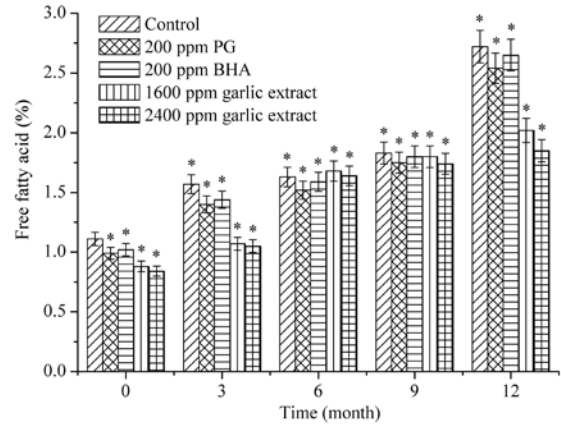 Control
200 ppm PG
200 ppm BHA
1600 ppm garlic extract
2400 ppm garlic extract
Free fatty acid (%)
3.0
2.5
2.0
1.5
1.0
0.5
0.0
* * * * *
* * * * *
* * * * *
* * * * *
* * * *
0 3 6 9 12
Time (month)